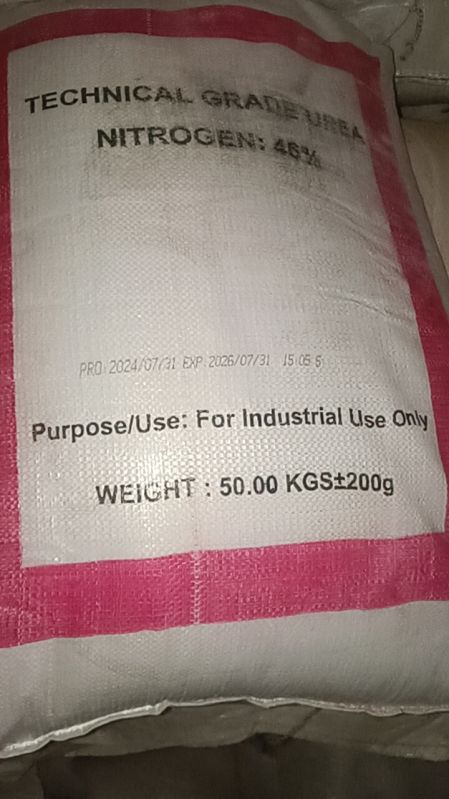 TECHNICAL GRADE UREA
NITROGEN: 46%
PRO 2024/07/31 EXP 2026/07/31 15 05 5
Purpose/Use: For Industrial Use Only
WEIGHT : 50.00 KGS±200g